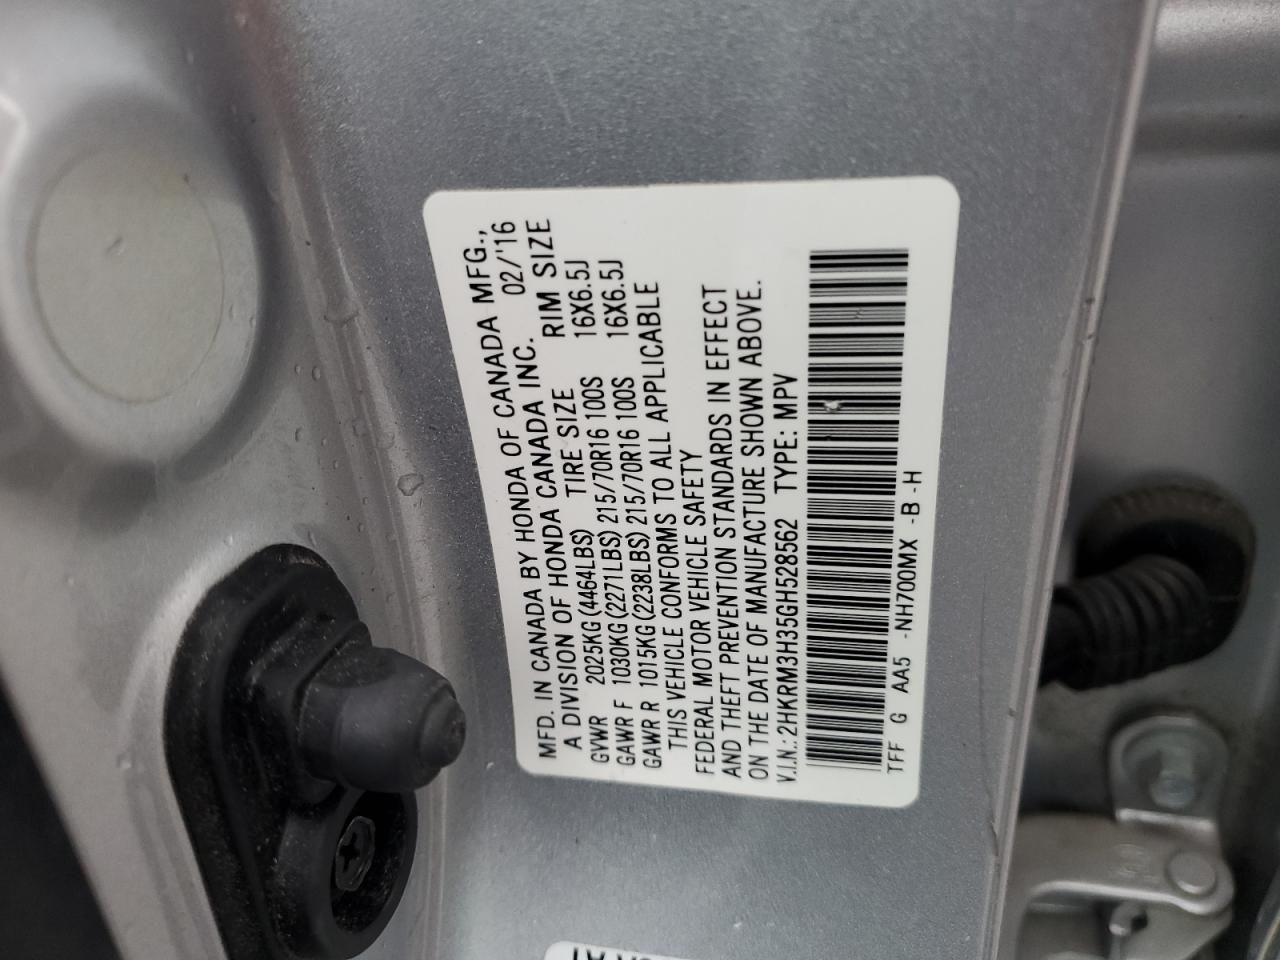 MFD. IN CANADA BY HONDA OF CANADA MFG.,
A DIVISION OF HONDA CANADA INC. 02/'16
GVWR 2025KG(4464LBS) TIRE SIZE RIM SIZE
GAWR F 1030KG(2271LBS) 215/70R16 100S 16X6.5J
GAWR R 1015KG(2238LBS) 215/70R16 100S 16X6.5J
THIS VEHICLE CONFORMS TO ALL APPLICABLE
FEDERAL MOTOR VEHICLE SAFETY
AND THEFT PREVENTION STANDARDS IN EFFECT
ON THE DATE OF MANUFACTURE SHOWN ABOVE.
V.I.N.:2HKRM3H35GH528562 TYPE: MPV
TFF G AA5 -NH700MX -B -H